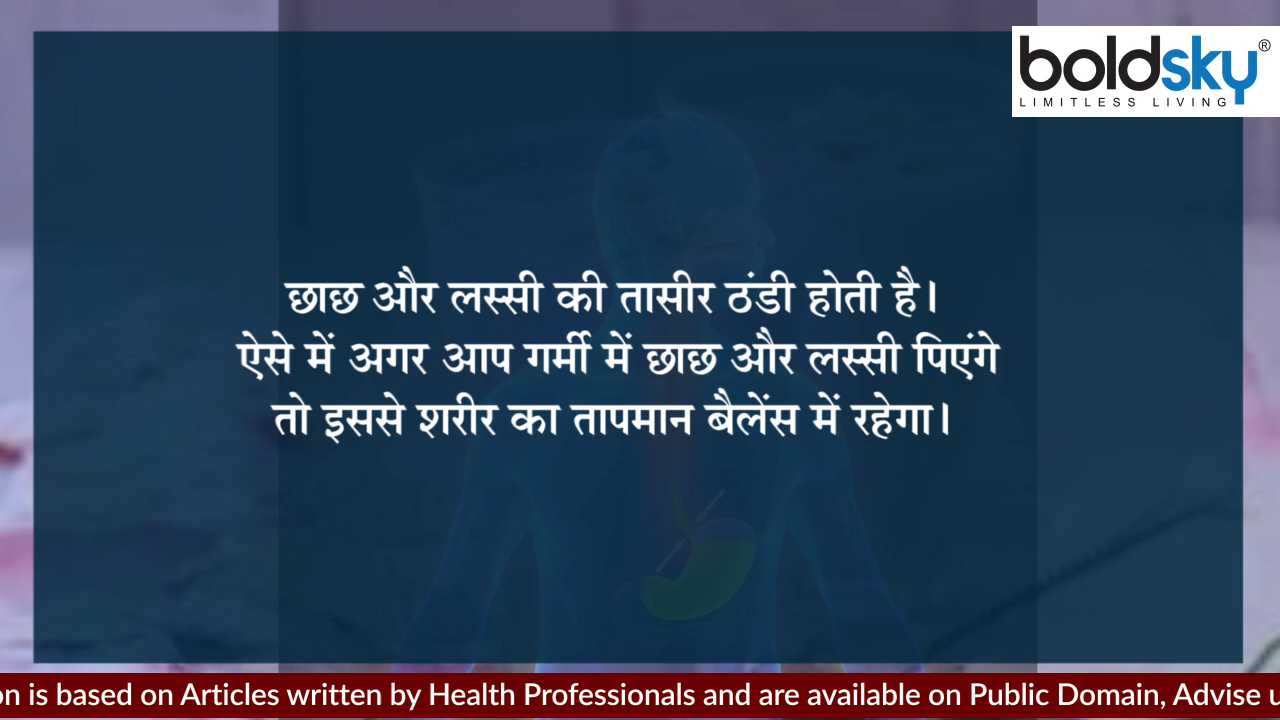 boldsky®
LIMITLESS LIVING
छाछ और लस्सी की तासीर ठंडी होती है।
ऐसे में अगर आप गर्मी में छाछ और लस्सी पिएंगे
तो इससे शरीर का तापमान बैलेंस में रहेगा।
is based on Articles written by Health Professionals and are available on Public Domain, Advise